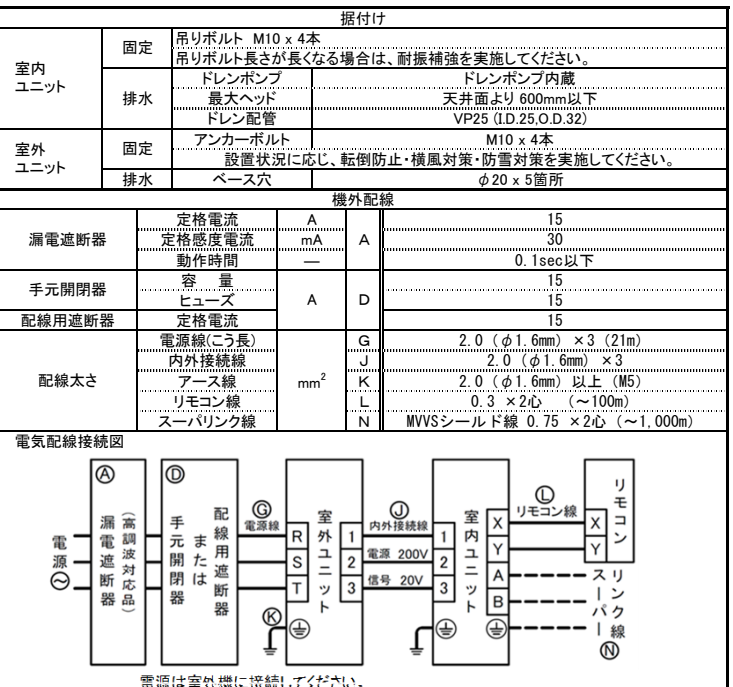 据付け
室内
ユニット
固定
吊りボルト M10 x 4本
吊りボルト長さが長くなる場合は、耐振補強を実施してください。
排水
ドレンポンプ ドレンポンプ内蔵
最大ヘッド 天井面より 600mm以下
ドレン配管 VP25 (I.D.25,O.D.32)
室外
ユニット
固定
アンカーボルト M10 x 4本
設置状況に応じ、転倒防止・横風対策・防雪対策を実施してください。
排水 ベース穴 φ20 x 5箇所
機外配線
漏電遮断器
定格電流 A 15
定格感度電流 mA A 30
動作時間 ― 0.1sec以下
手元開閉器
容 量 15
ヒューズ A D 15
配線用遮断器 定格電流 15
配線太さ
電源線(こう長) G 2.0 (φ1.6mm) ×3 (21m)
内外接続線 J 2.0 (φ1.6mm) ×3
アース線 mm² K 2.0 (φ1.6mm) 以上 (M5)
リモコン線 L 0.3 ×2心 (~100m)
スーパリンク線 N MVVSシールド線 0.75 ×2心 (~1,000m)
電気配線接続図
電源
Ⓐ
漏電遮断器
(高調波対応品)
Ⓓ
手元開閉器
または
配線用遮断器
Ⓖ
電源線
R
S
T
Ⓚ
室外ユニット
1
2
3
Ⓙ
内外接続線
電源 200V
信号 20V
1
2
3
室内ユニット
X
Y
A
B
Ⓛ
リモコン線
X
Y
リモコン
スーパーリンク線
Ⓝ
電源は室外機に接続してください。